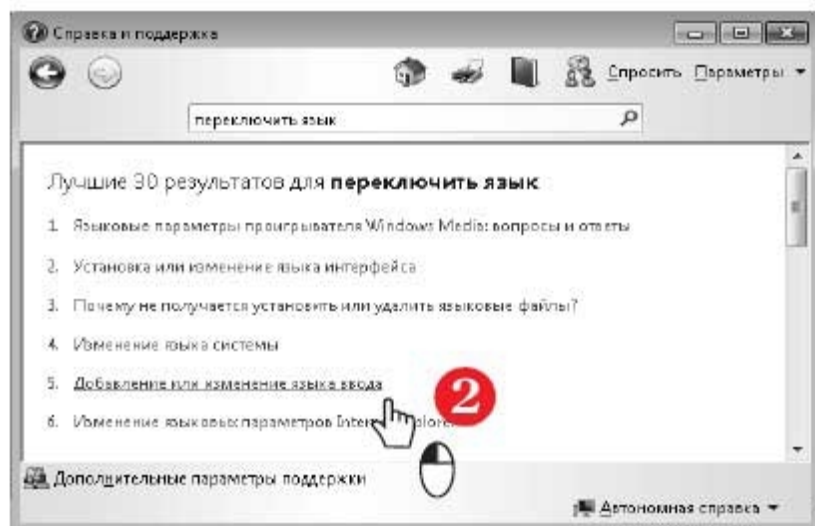 Справка и поддержка
Спросить Параметры
переключить язык
Лучшие 30 результатов для переключить язык
1. Языковые параметры проигрывателя Windows Media: вопросы и ответы
2. Установка или изменение языка интерфейса
3. Почему не получается установить или удалить языковые файлы?
4. Изменение языка системы
5. Добавление или изменение языка ввода
2
6. Изменение языковых параметров
Дополнительные параметры поддержки
Автономная справка